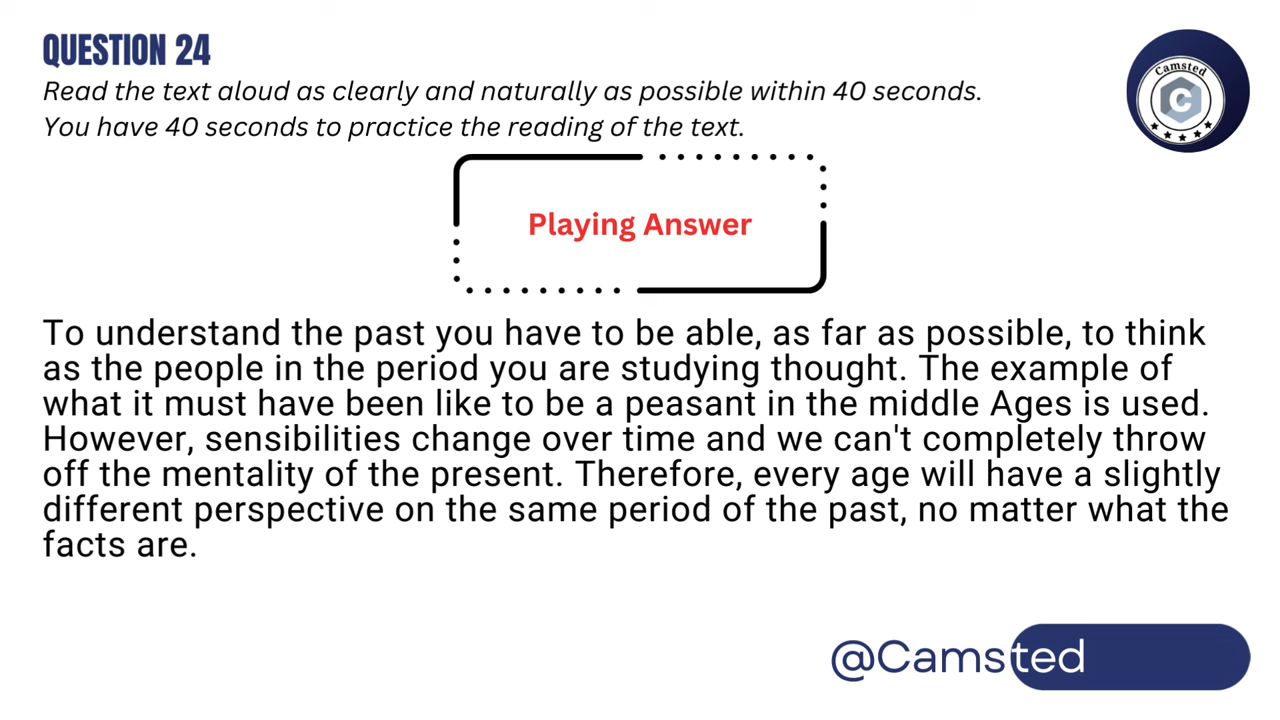 QUESTION 24
Read the text aloud as clearly and naturally as possible within 40 seconds.
You have 40 seconds to practice the reading of the text.
Camsted
C
Playing Answer
To understand the past you have to be able, as far as possible, to think
as the people in the period you are studying thought. The example of
what it must have been like to be a peasant in the middle Ages is used.
However, sensibilities change over time and we can't completely throw
off the mentality of the present. Therefore, every age will have a slightly
different perspective on the same period of the past, no matter what the
facts are.
@Camsted